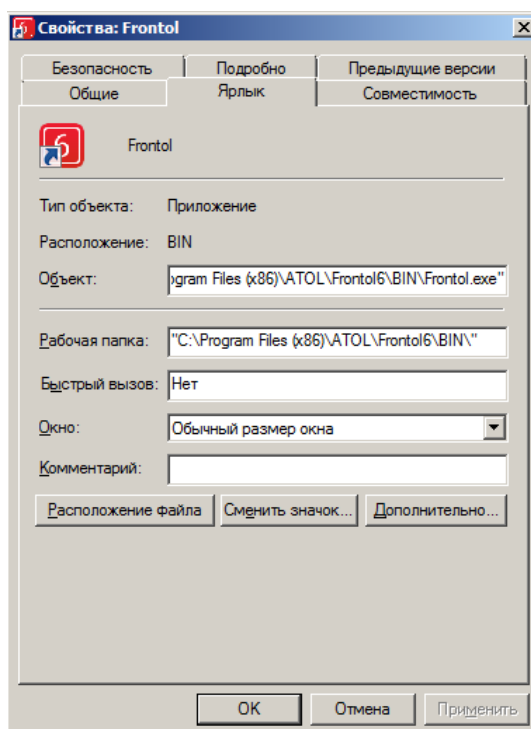 Свойства: Frontol
Безопасность Подробно Предыдущие версии
Общие Ярлык Совместимость
6 Frontol
Тип объекта: Приложение
Расположение: BIN
Объект: ogram Files (x86)\ATOL\Frontol6\BIN\Frontol.exe"
Рабочая папка: "C:\Program Files (x86)\ATOL\Frontol6\BIN\"
Быстрый вызов: Нет
Окно: Обычный размер окна
Комментарий:
Расположение файла Сменить значок... Дополнительно...
OK Отмена Применить